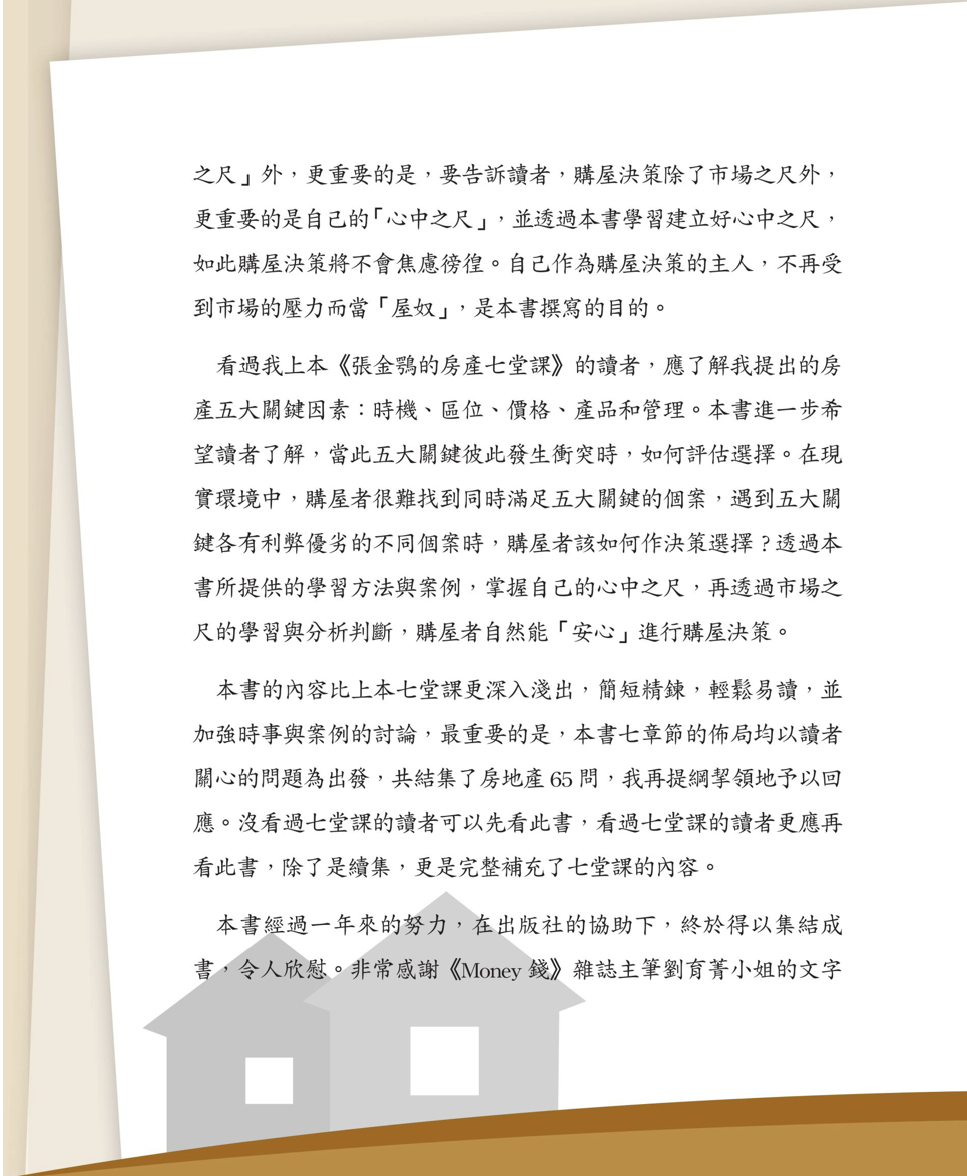 之尺』外，更重要的是，要告訴讀者，購屋決策除了市場之尺外，
更重要的是自己的「心中之尺」，並透過本書學習建立好心中之尺，
如此購屋決策將不會焦慮徬徨。自己作為購屋決策的主人，不再受
到市場的壓力而當「屋奴」，是本書撰寫的目的。
看過我上本《張金鶚的房產七堂課》的讀者，應了解我提出的房
產五大關鍵因素：時機、區位、價格、產品和管理。本書進一步希
望讀者了解，當此五大關鍵彼此發生衝突時，如何評估選擇。在現
實環境中，購屋者很難找到同時滿足五大關鍵的個案，遇到五大關
鍵各有利弊優劣的不同個案時，購屋者該如何作決策選擇？透過本
書所提供的學習方法與案例，掌握自己的心中之尺，再透過市場之
尺的學習與分析判斷，購屋者自然能「安心」進行購屋決策。
本書的內容比上本七堂課更深入淺出，簡短精鍊，輕鬆易讀，並
加強時事與案例的討論，最重要的是，本書七章節的佈局均以讀者
關心的問題為出發，共結集了房地產 65 問，我再提綱挈領地予以回
應。沒看過七堂課的讀者可以先看此書，看過七堂課的讀者更應再
看此書，除了是續集，更是完整補充了七堂課的內容。
本書經過一年來的努力，在出版社的協助下，終於得以集結成
書，令人欣慰。非常感謝《Money 錢》雜誌主筆劉育菁小姐的文字